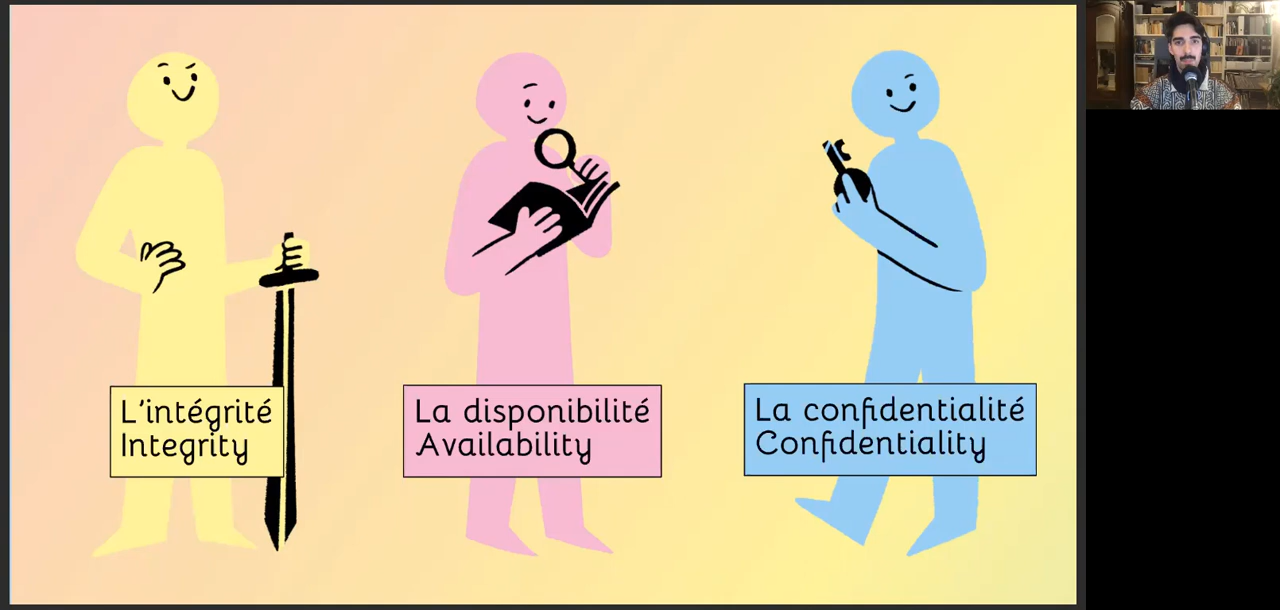 L'intégrité
Integrity
La disponibilité
Availability
La confidentialité
Confidentiality